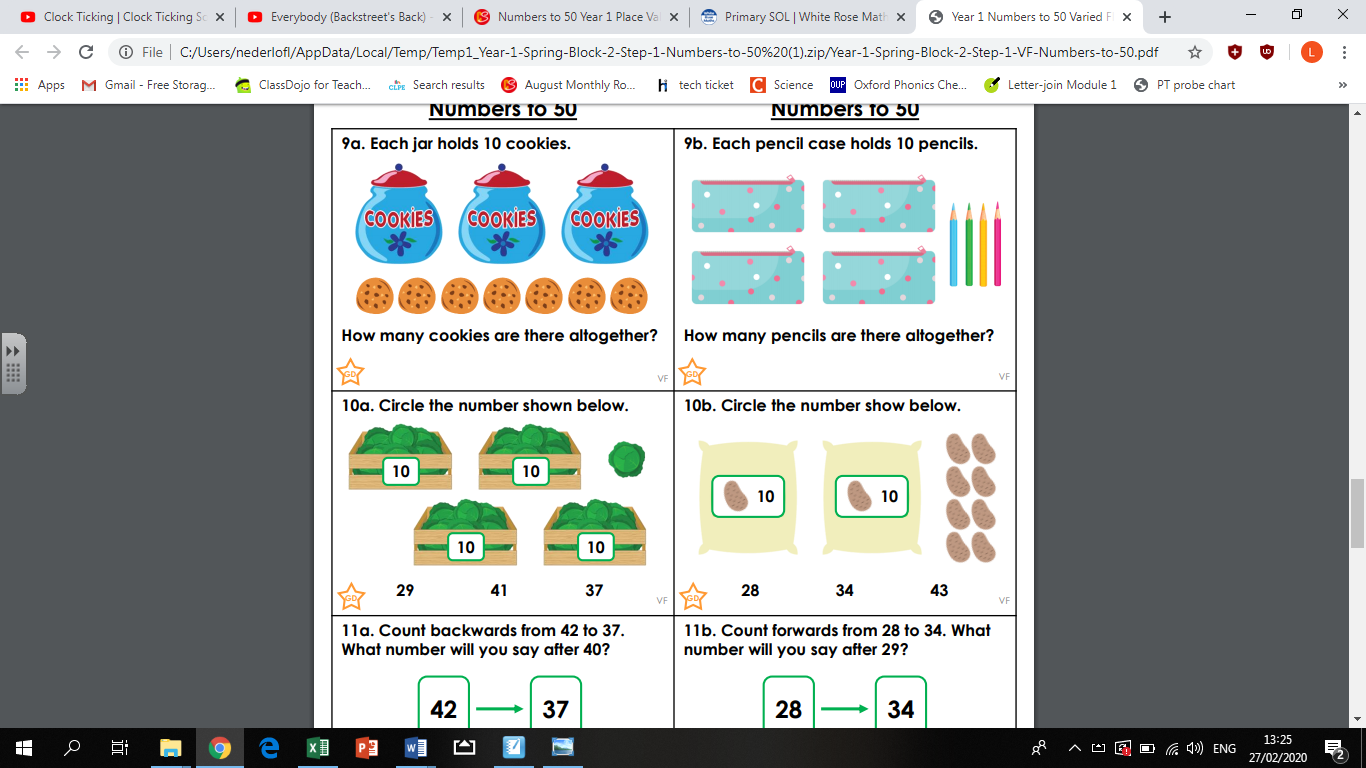 Clock Ticking | Clock Ticking So
Everybody (Backstreet's Back) -
Numbers to 50 Year 1 Place Va
Primary SOL | White Rose Math
Year 1 Numbers to 50 Varied F
File
C:/Users/nederlofl/AppData/Local/Temp/Temp1_Year-1-Spring-Block-2-Step-1-Numbers-to-50%20(1).zip/Year-1-Spring-Block-2-Step-1-VF-Numbers-to-50.pdf
L
Apps
Gmail - Free Storag...
ClassDojo for Teach...
CLPE Search results
August Monthly Ro...
tech ticket
Science
OUP Oxford Phonics Che...
Letter-join Module 1
PT probe chart
Numbers to 50
Numbers to 50
9a. Each jar holds 10 cookies.
COOKIES COOKIES COOKIES
How many cookies are there altogether?
GD VF
9b. Each pencil case holds 10 pencils.
How many pencils are there altogether?
GD VF
10a. Circle the number shown below.
10 10
10 10
29 41 37
GD VF
10b. Circle the number show below.
10 10
28 34 43
GD VF
11a. Count backwards from 42 to 37.
What number will you say after 40?
42 37
11b. Count forwards from 28 to 34. What
number will you say after 29?
28 34
ENG
13:25
27/02/2020
2